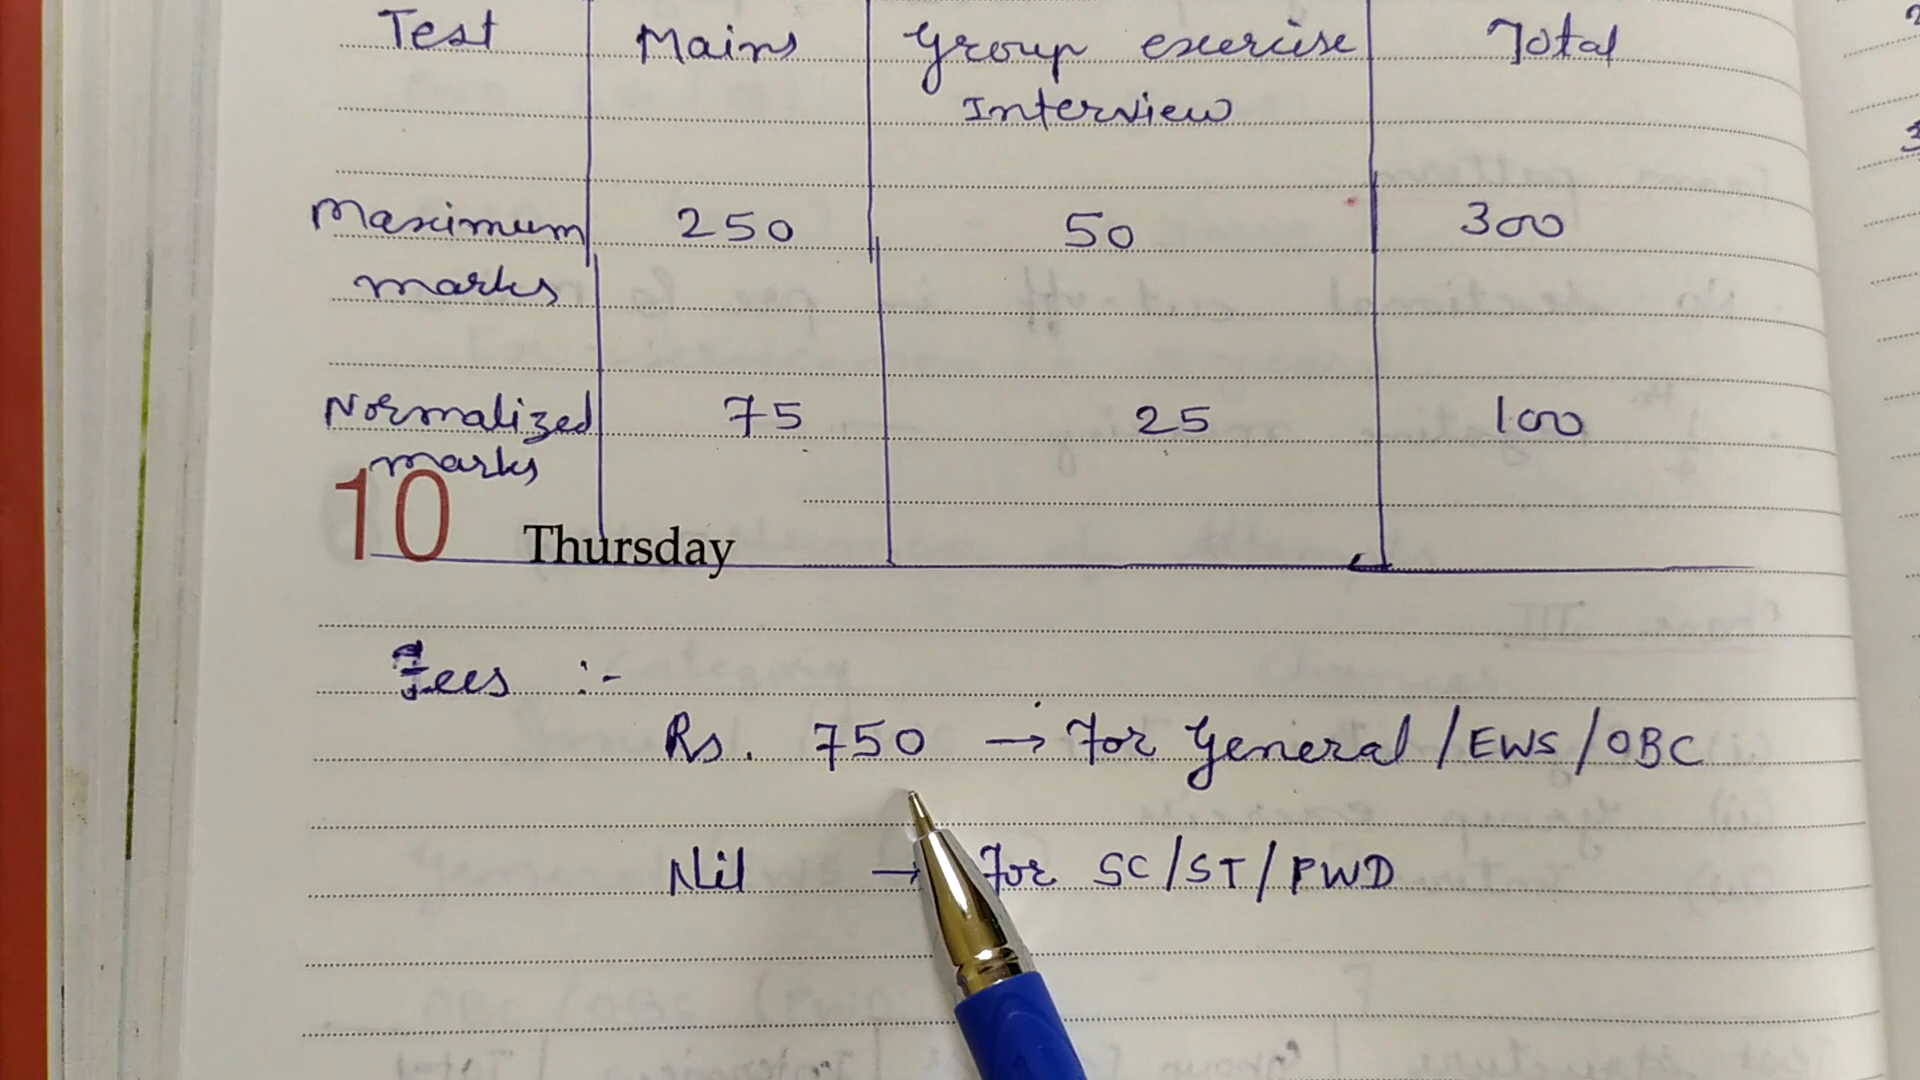 Test Mains Group exercise Total
Interview
Maximum 250 50 300
marks
Normalized 75 25 100
marks
10 Thursday
Fees :-
Rs. 750 → For General / EWS / OBC
Nil → For SC / ST / PWD